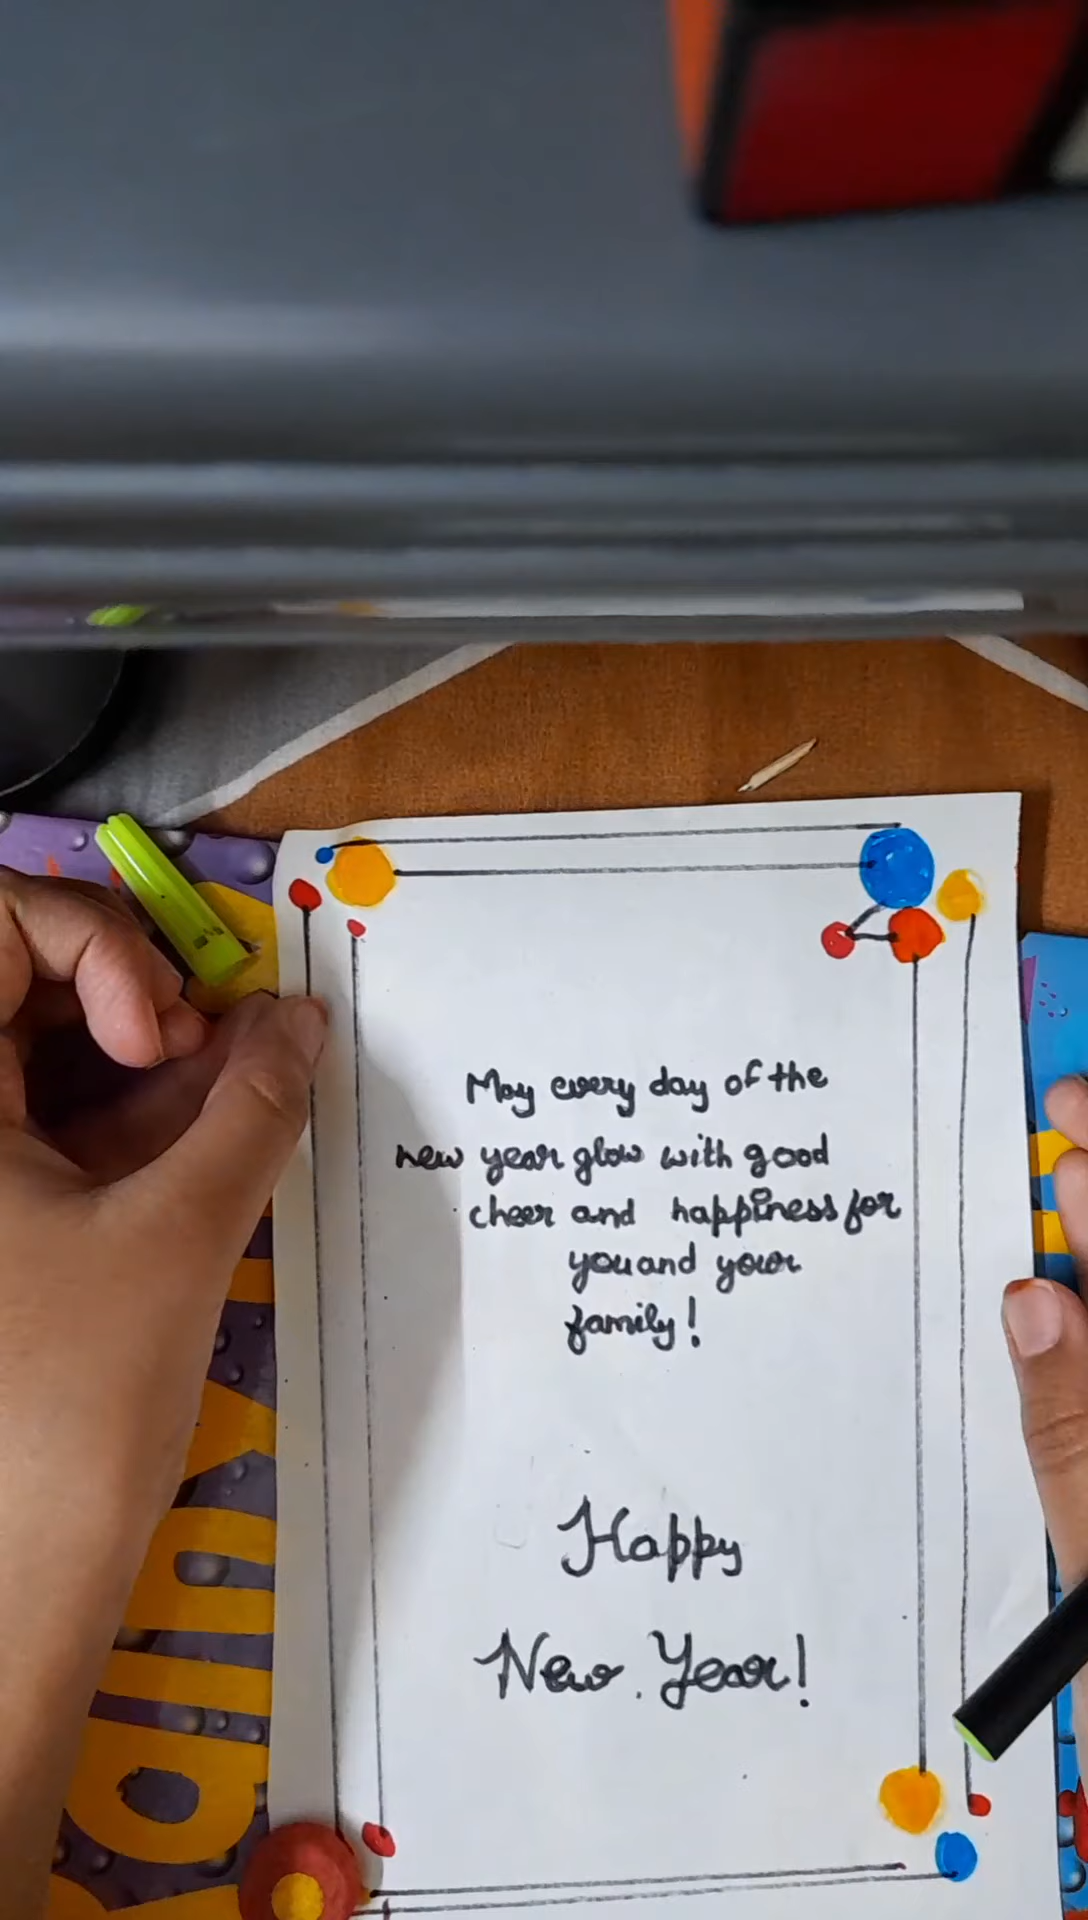 May every day of the
new year glow with good
cheer and happiness for
you and your
family!
Happy
New Year!